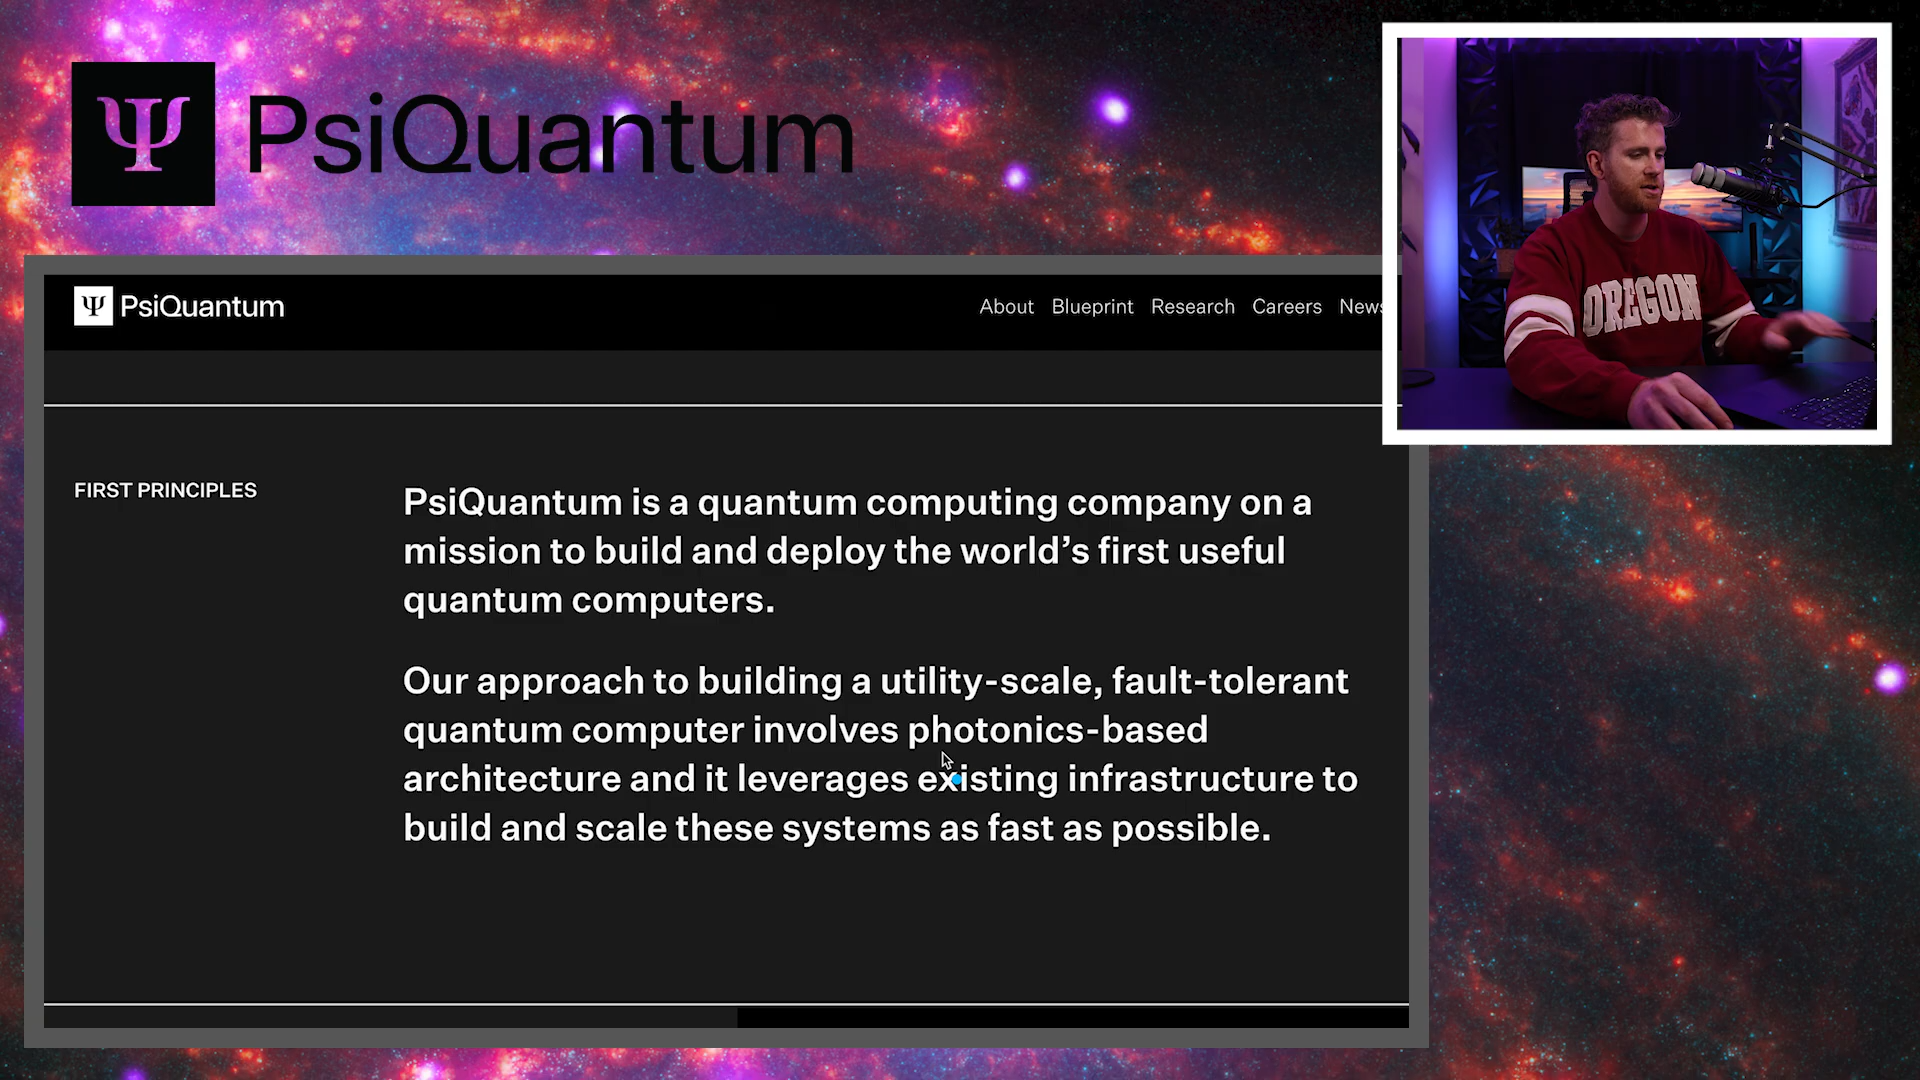 Ψ PsiQuantum
Ψ PsiQuantum
About Blueprint Research Careers News
FIRST PRINCIPLES
PsiQuantum is a quantum computing company on a
mission to build and deploy the world’s first useful
quantum computers.
Our approach to building a utility-scale, fault-tolerant
quantum computer involves photonics-based
architecture and it leverages existing infrastructure to
build and scale these systems as fast as possible.
OREGON